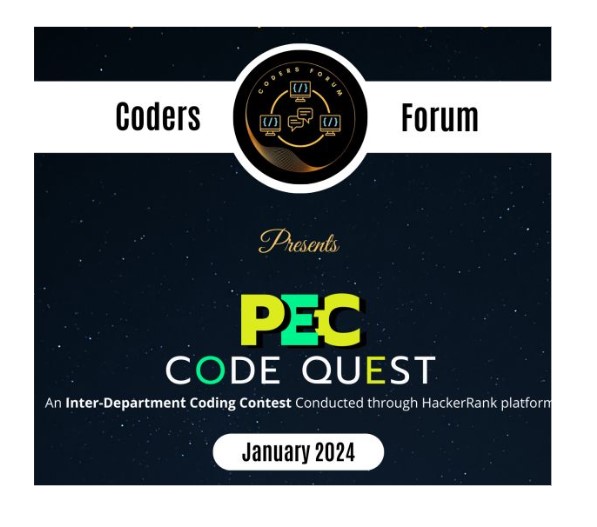 CODERS FORUM
Coders Forum
{/}
{/} {/}
Presents
PEC
CODE QUEST
An Inter-Department Coding Contest Conducted through HackerRank platform
January 2024